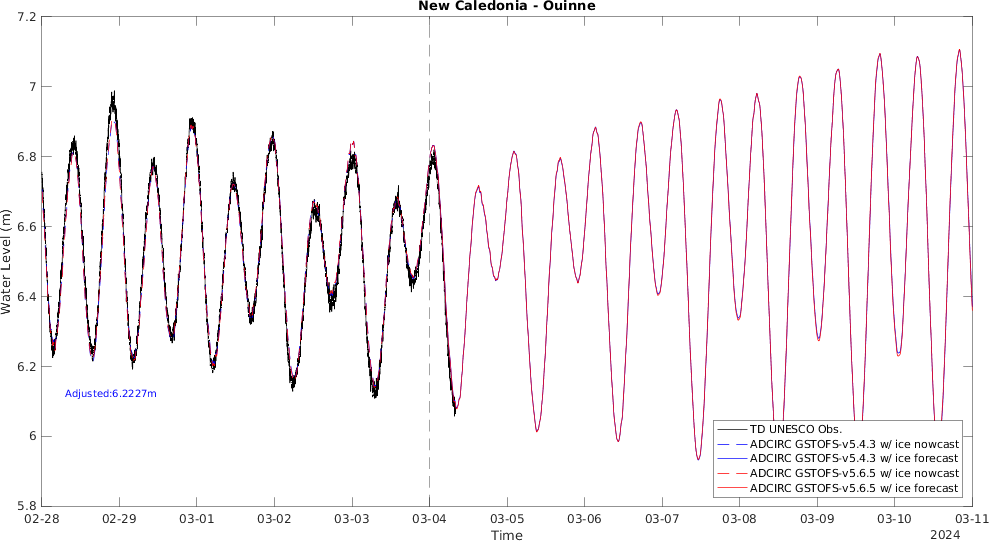 New Caledonia - Ouinne
7.2
7
6.8
6.6
6.4
6.2
6
5.8
Water Level (m)
Adjusted:6.2227m
TD UNESCO Obs.
ADCIRC GSTOFS-v5.4.3 w/ ice nowcast
ADCIRC GSTOFS-v5.4.3 w/ ice forecast
ADCIRC GSTOFS-v5.6.5 w/ ice nowcast
ADCIRC GSTOFS-v5.6.5 w/ ice forecast
02-28 02-29 03-01 03-02 03-03 03-04 03-05 03-06 03-07 03-08 03-09 03-10 03-11
Time
2024